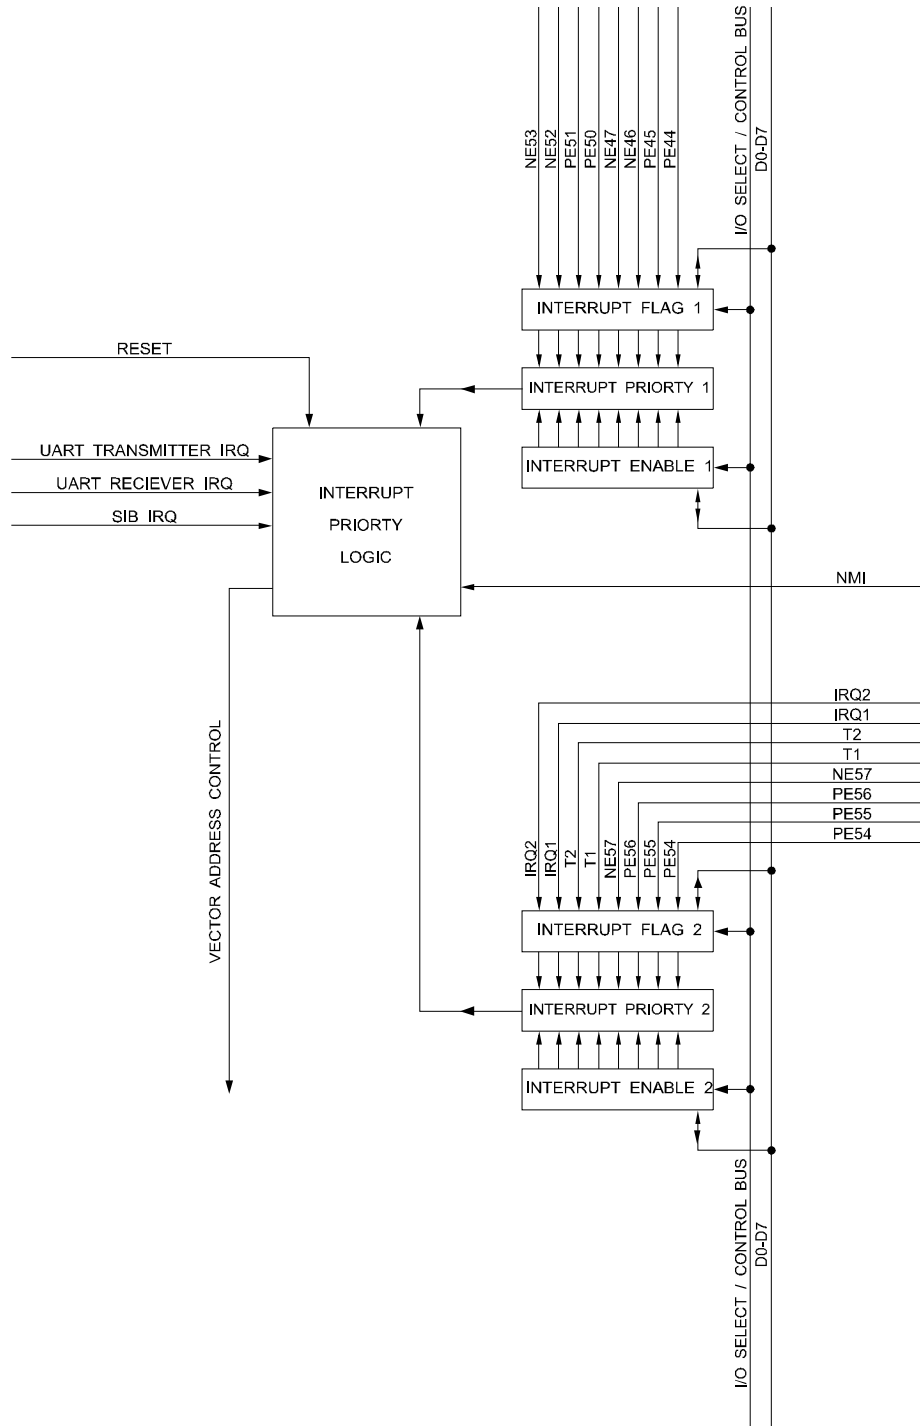 I/O SELECT / CONTROL BUS
D0-D7
NE53
NE52
PE51
PE50
NE47
NE46
PE45
PE44
INTERRUPT FLAG 1
RESET
INTERRUPT PRIORTY 1
UART TRANSMITTER IRQ
INTERRUPT ENABLE 1
UART RECIEVER IRQ
SIB IRQ
INTERRUPT
PRIORTY
LOGIC
NMI
IRQ2
IRQ1
T2
T1
NE57
PE56
PE55
PE54
VECTOR ADDRESS CONTROL
IRQ2
IRQ1
T2
T1
NE57
PE56
PE55
PE54
INTERRUPT FLAG 2
INTERRUPT PRIORTY 2
INTERRUPT ENABLE 2
I/O SELECT / CONTROL BUS
D0-D7